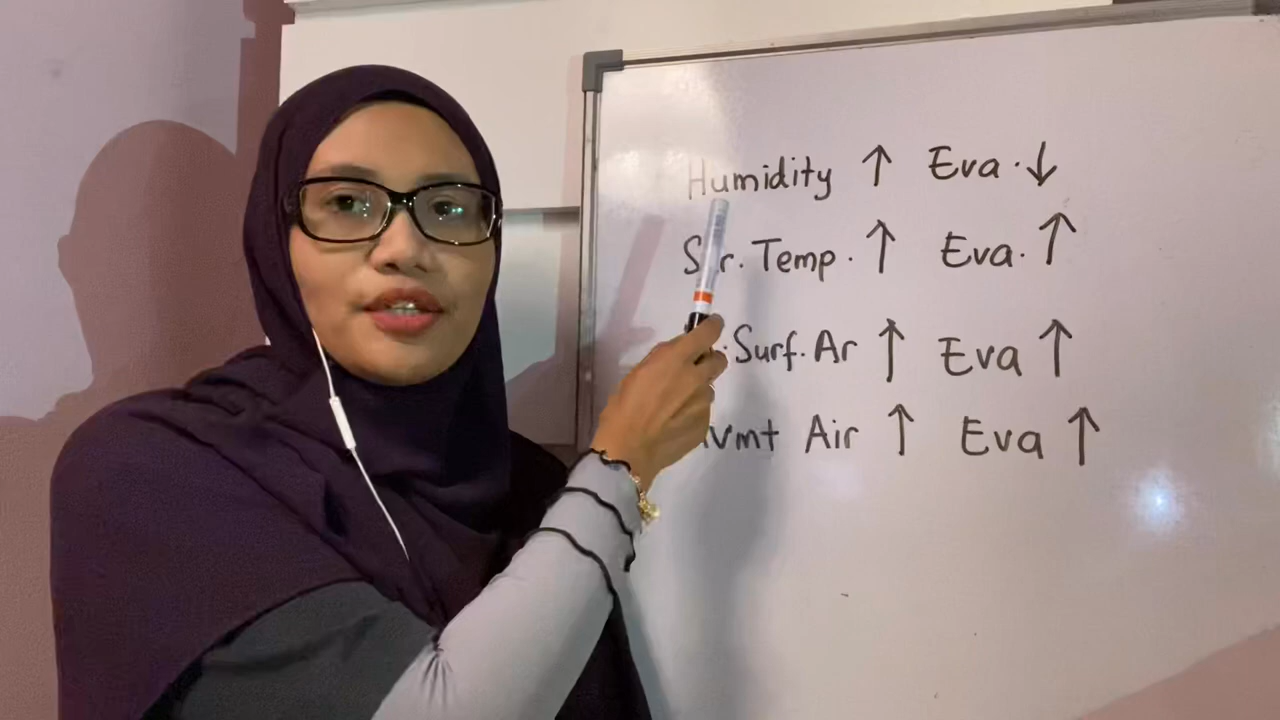 Humidity ↑ Eva. ↓
Temp. ↑ Eva. ↑
Surf. Ar ↑ Eva ↑
Air ↑ Eva ↑